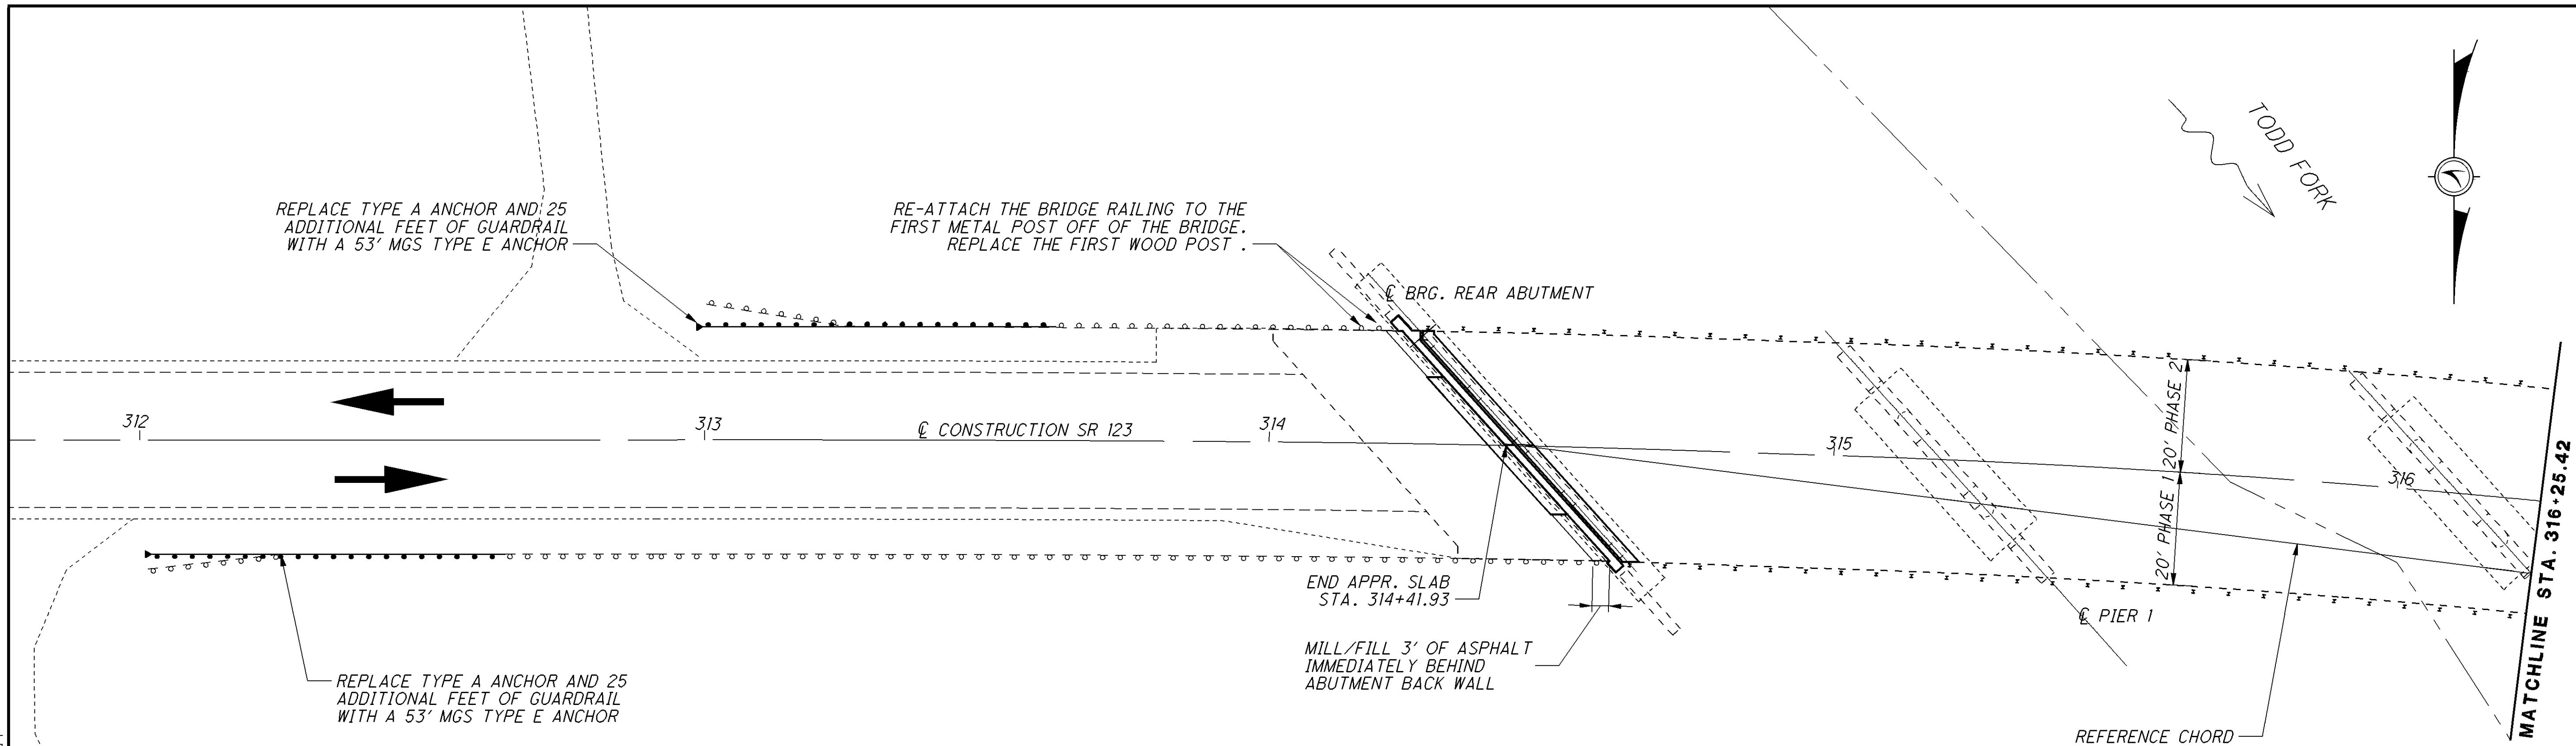 TODD FORK
REPLACE TYPE A ANCHOR AND 25
ADDITIONAL FEET OF GUARDRAIL
WITH A 53' MGS TYPE E ANCHOR
RE-ATTACH THE BRIDGE RAILING TO THE
FIRST METAL POST OFF OF THE BRIDGE.
REPLACE THE FIRST WOOD POST .
℄ BRG. REAR ABUTMENT
312
313
℄ CONSTRUCTION SR 123
314
315
316
20' PHASE 2
20' PHASE 1
MATCHLINE STA. 316+25.42
END APPR. SLAB
STA. 314+41.93
℄ PIER 1
MILL/FILL 3' OF ASPHALT
IMMEDIATELY BEHIND
ABUTMENT BACK WALL
REPLACE TYPE A ANCHOR AND 25
ADDITIONAL FEET OF GUARDRAIL
WITH A 53' MGS TYPE E ANCHOR
REFERENCE CHORD